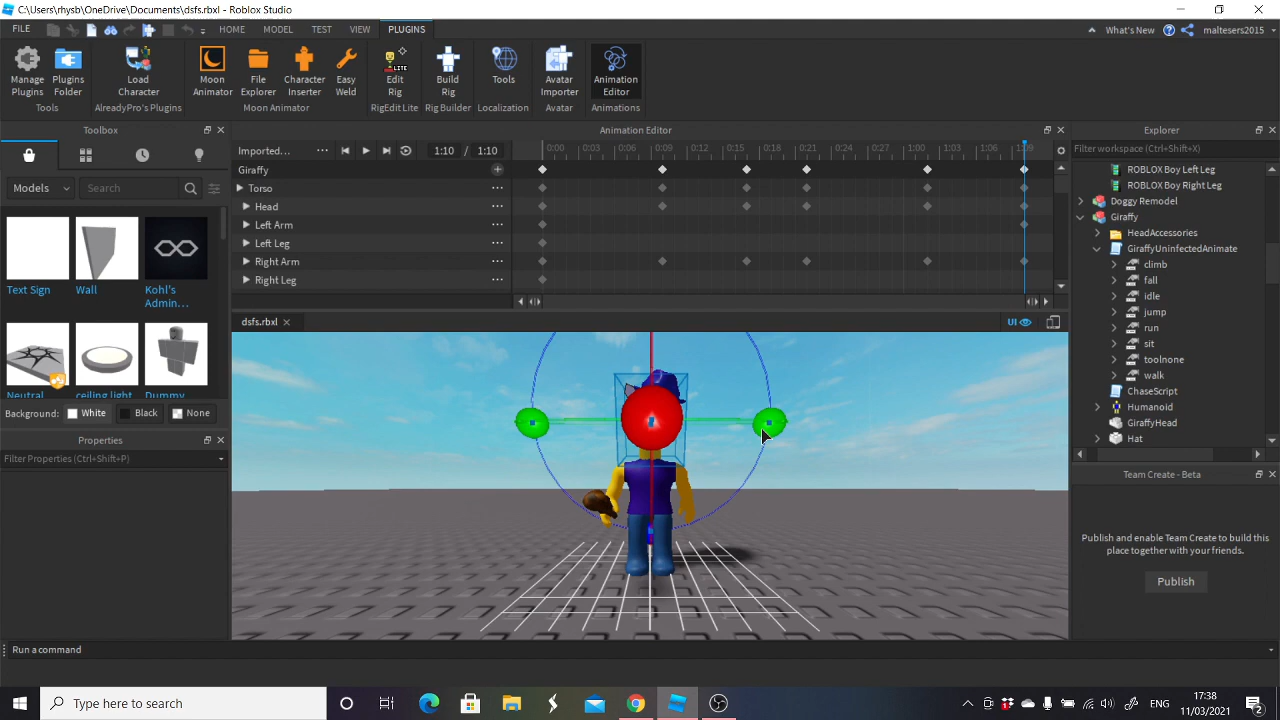 C:\Users\rhysb\OneDrive\Documents\dsfs.rbxl - Roblox Studio
FILE HOME MODEL TEST VIEW PLUGINS What's New maltesers2015
Manage Plugins
Plugins Folder
Tools
Load Character
AlreadyPro's Plugins
Moon Animator
File Explorer
Character Inserter
Easy Weld
Moon Animator
LITE
Edit Rig
RigEdit Lite
Build Rig
Rig Builder
Tools
Localization
Avatar Importer
Avatar
Animation Editor
Animations
Toolbox
Models
Search
Text Sign
Wall
Kohl's Admin...
Neutral
ceiling light
Dummy
Background: White Black None
Properties
Filter Properties (Ctrl+Shift+P)
Animation Editor
Imported... 1:10 / 1:10
0:00 0:03 0:06 0:09 0:12 0:15 0:18 0:21 0:24 0:27 1:00 1:03 1:06 1:09
Giraffy
Torso
Head
Left Arm
Left Leg
Right Arm
Right Leg
dsfs.rbxl
UI
Explorer
Filter workspace (Ctrl+Shift+X)
ROBLOX Boy Left Leg
ROBLOX Boy Right Leg
Doggy Remodel
Giraffy
HeadAccessories
GiraffyUninfectedAnimate
climb
fall
idle
jump
run
sit
toolnone
walk
ChaseScript
Humanoid
GiraffyHead
Hat
Team Create - Beta
Publish and enable Team Create to build this
place together with your friends.
Publish
Run a command
Type here to search
ENG
17:38
11/03/2021
2